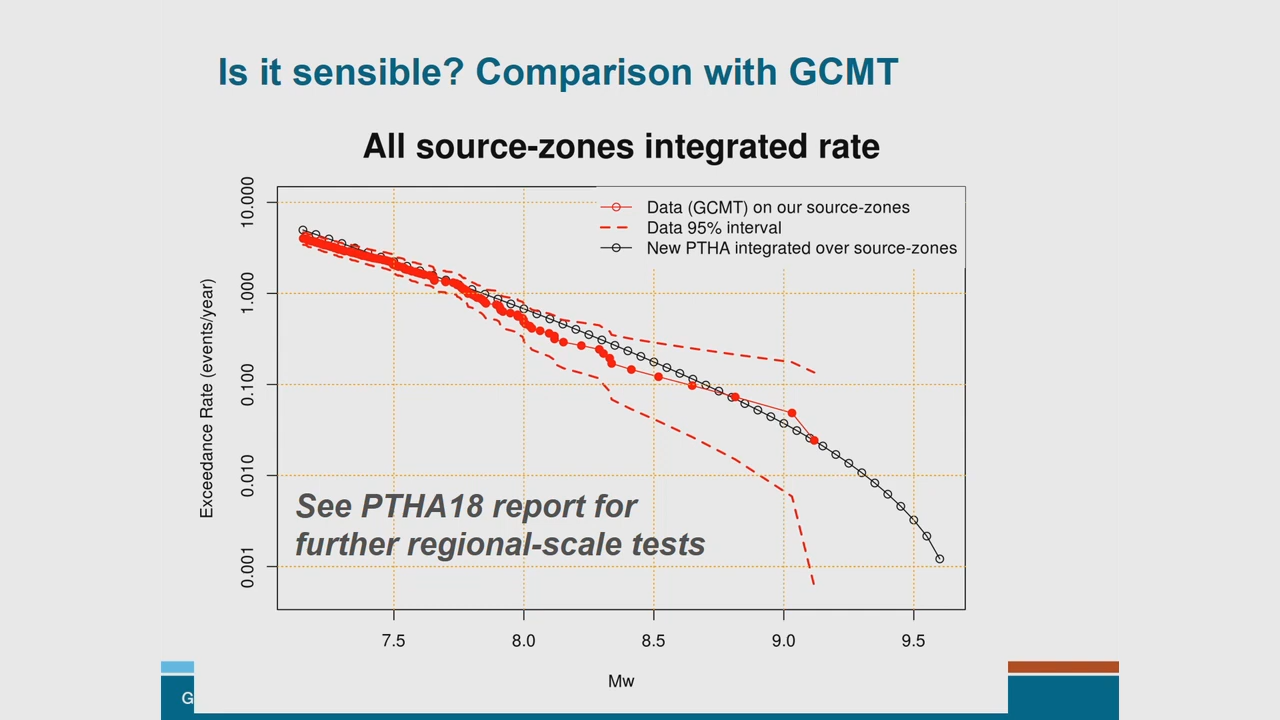 Is it sensible? Comparison with GCMT
All source-zones integrated rate
Data (GCMT) on our source-zones
Data 95% interval
New PTHA integrated over source-zones
Exceedance Rate (events/year)
10.000
1.000
0.100
0.010
0.001
See PTHA18 report for
further regional-scale tests
7.5 8.0 8.5 9.0 9.5
Mw
G